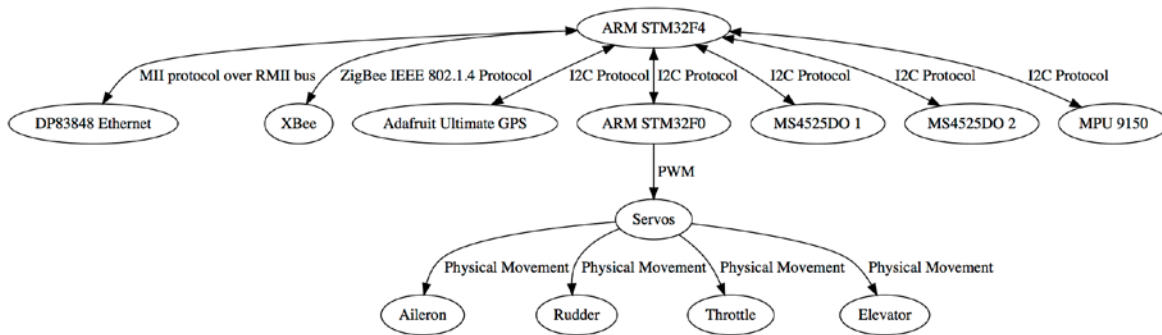 ARM STM32F4
MII protocol over RMII bus
ZigBee IEEE 802.1.4 Protocol
I2C Protocol
I2C Protocol
I2C Protocol
I2C Protocol
I2C Protocol
DP83848 Ethernet
XBee
Adafruit Ultimate GPS
ARM STM32F0
MS4525DO 1
MS4525DO 2
MPU 9150
PWM
Servos
Physical Movement
Physical Movement
Physical Movement
Physical Movement
Aileron
Rudder
Throttle
Elevator